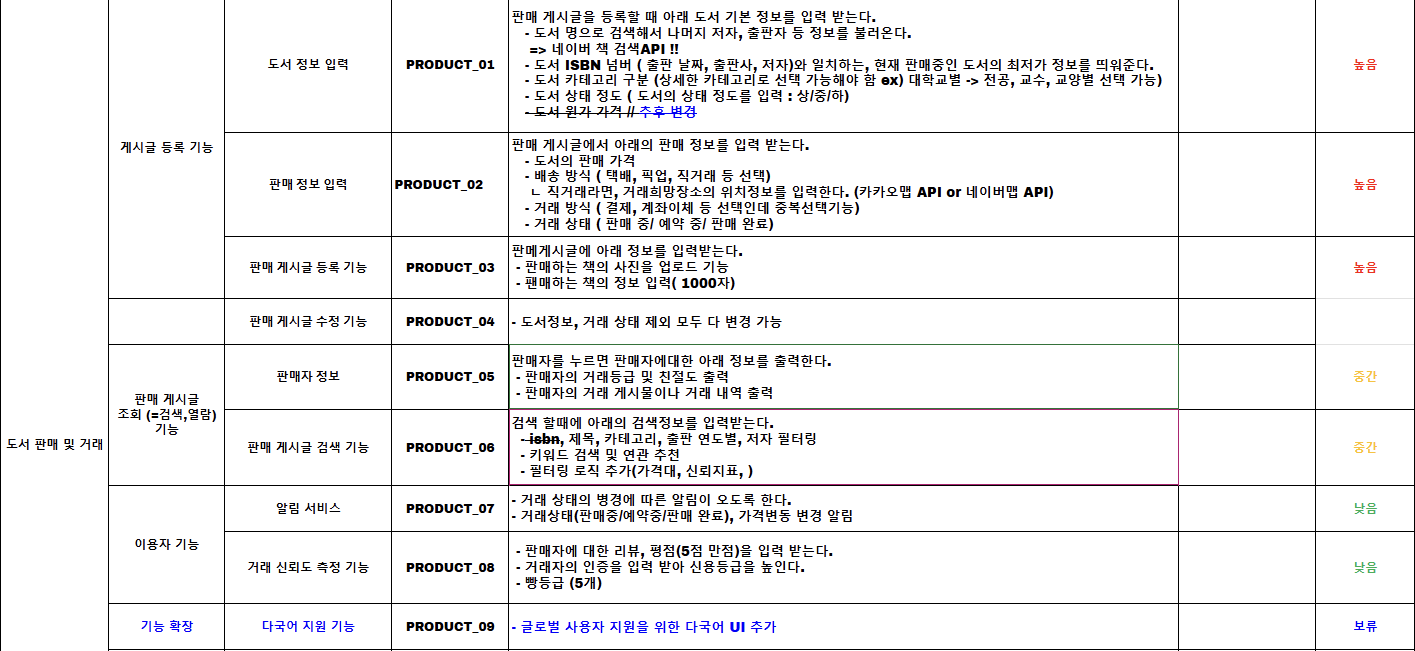 도서 판매 및 거래
게시글 등록 기능
도서 정보 입력
PRODUCT_01
판매 게시글을 등록할 때 아래 도서 기본 정보를 입력 받는다.
- 도서 명으로 검색해서 나머지 저자, 출판자 등 정보를 불러온다.
=> 네이버 책 검색API !!
- 도서 ISBN 넘버 ( 출판 날짜, 출판사, 저자)와 일치하는, 현재 판매중인 도서의 최저가 정보를 띄워준다.
- 도서 카테고리 구분 (상세한 카테고리로 선택 가능해야 함 ex) 대학교별 -> 전공, 교수, 교양별 선택 가능)
- 도서 상태 정도 ( 도서의 상태 정도를 입력 : 상/중/하)
- 도서 원가 가격 // 추후 변경
높음
판매 정보 입력
PRODUCT_02
판매 게시글에서 아래의 판매 정보를 입력 받는다.
- 도서의 판매 가격
- 배송 방식 ( 택배, 픽업, 직거래 등 선택)
ㄴ 직거래라면, 거래희망장소의 위치정보를 입력한다. (카카오맵 API or 네이버맵 API)
- 거래 방식 ( 결제, 계좌이체 등 선택인데 중복선택기능)
- 거래 상태 ( 판매 중/ 예약 중/ 판매 완료)
높음
판매 게시글 등록 기능
PRODUCT_03
판메게시글에 아래 정보를 입력받는다.
- 판매하는 책의 사진을 업로드 기능
- 팬매하는 책의 정보 입력( 1000자)
높음
판매 게시글 수정 기능
PRODUCT_04
- 도서정보, 거래 상태 제외 모두 다 변경 가능
판매 게시글
조회 (=검색,열람)
기능
판매자 정보
PRODUCT_05
판매자를 누르면 판매자에대한 아래 정보를 출력한다.
- 판매자의 거래등급 및 친절도 출력
- 판매자의 거래 게시물이나 거래 내역 출력
중간
판매 게시글 검색 기능
PRODUCT_06
검색 할때에 아래의 검색정보를 입력받는다.
- isbn, 제목, 카테고리, 출판 연도별, 저자 필터링
- 키워드 검색 및 연관 추천
- 필터링 로직 추가(가격대, 신뢰지표, )
중간
이용자 기능
알림 서비스
PRODUCT_07
- 거래 상태의 병경에 따른 알림이 오도록 한다.
- 거래상태(판매중/예약중/판매 완료), 가격변동 변경 알림
낮음
거래 신뢰도 측정 기능
PRODUCT_08
- 판매자에 대한 리뷰, 평점(5점 만점)을 입력 받는다.
- 거래자의 인증을 입력 받아 신용등급을 높인다.
- 빵등급 (5개)
낮음
기능 확장
다국어 지원 기능
PRODUCT_09
- 글로벌 사용자 지원을 위한 다국어 UI 추가
보류